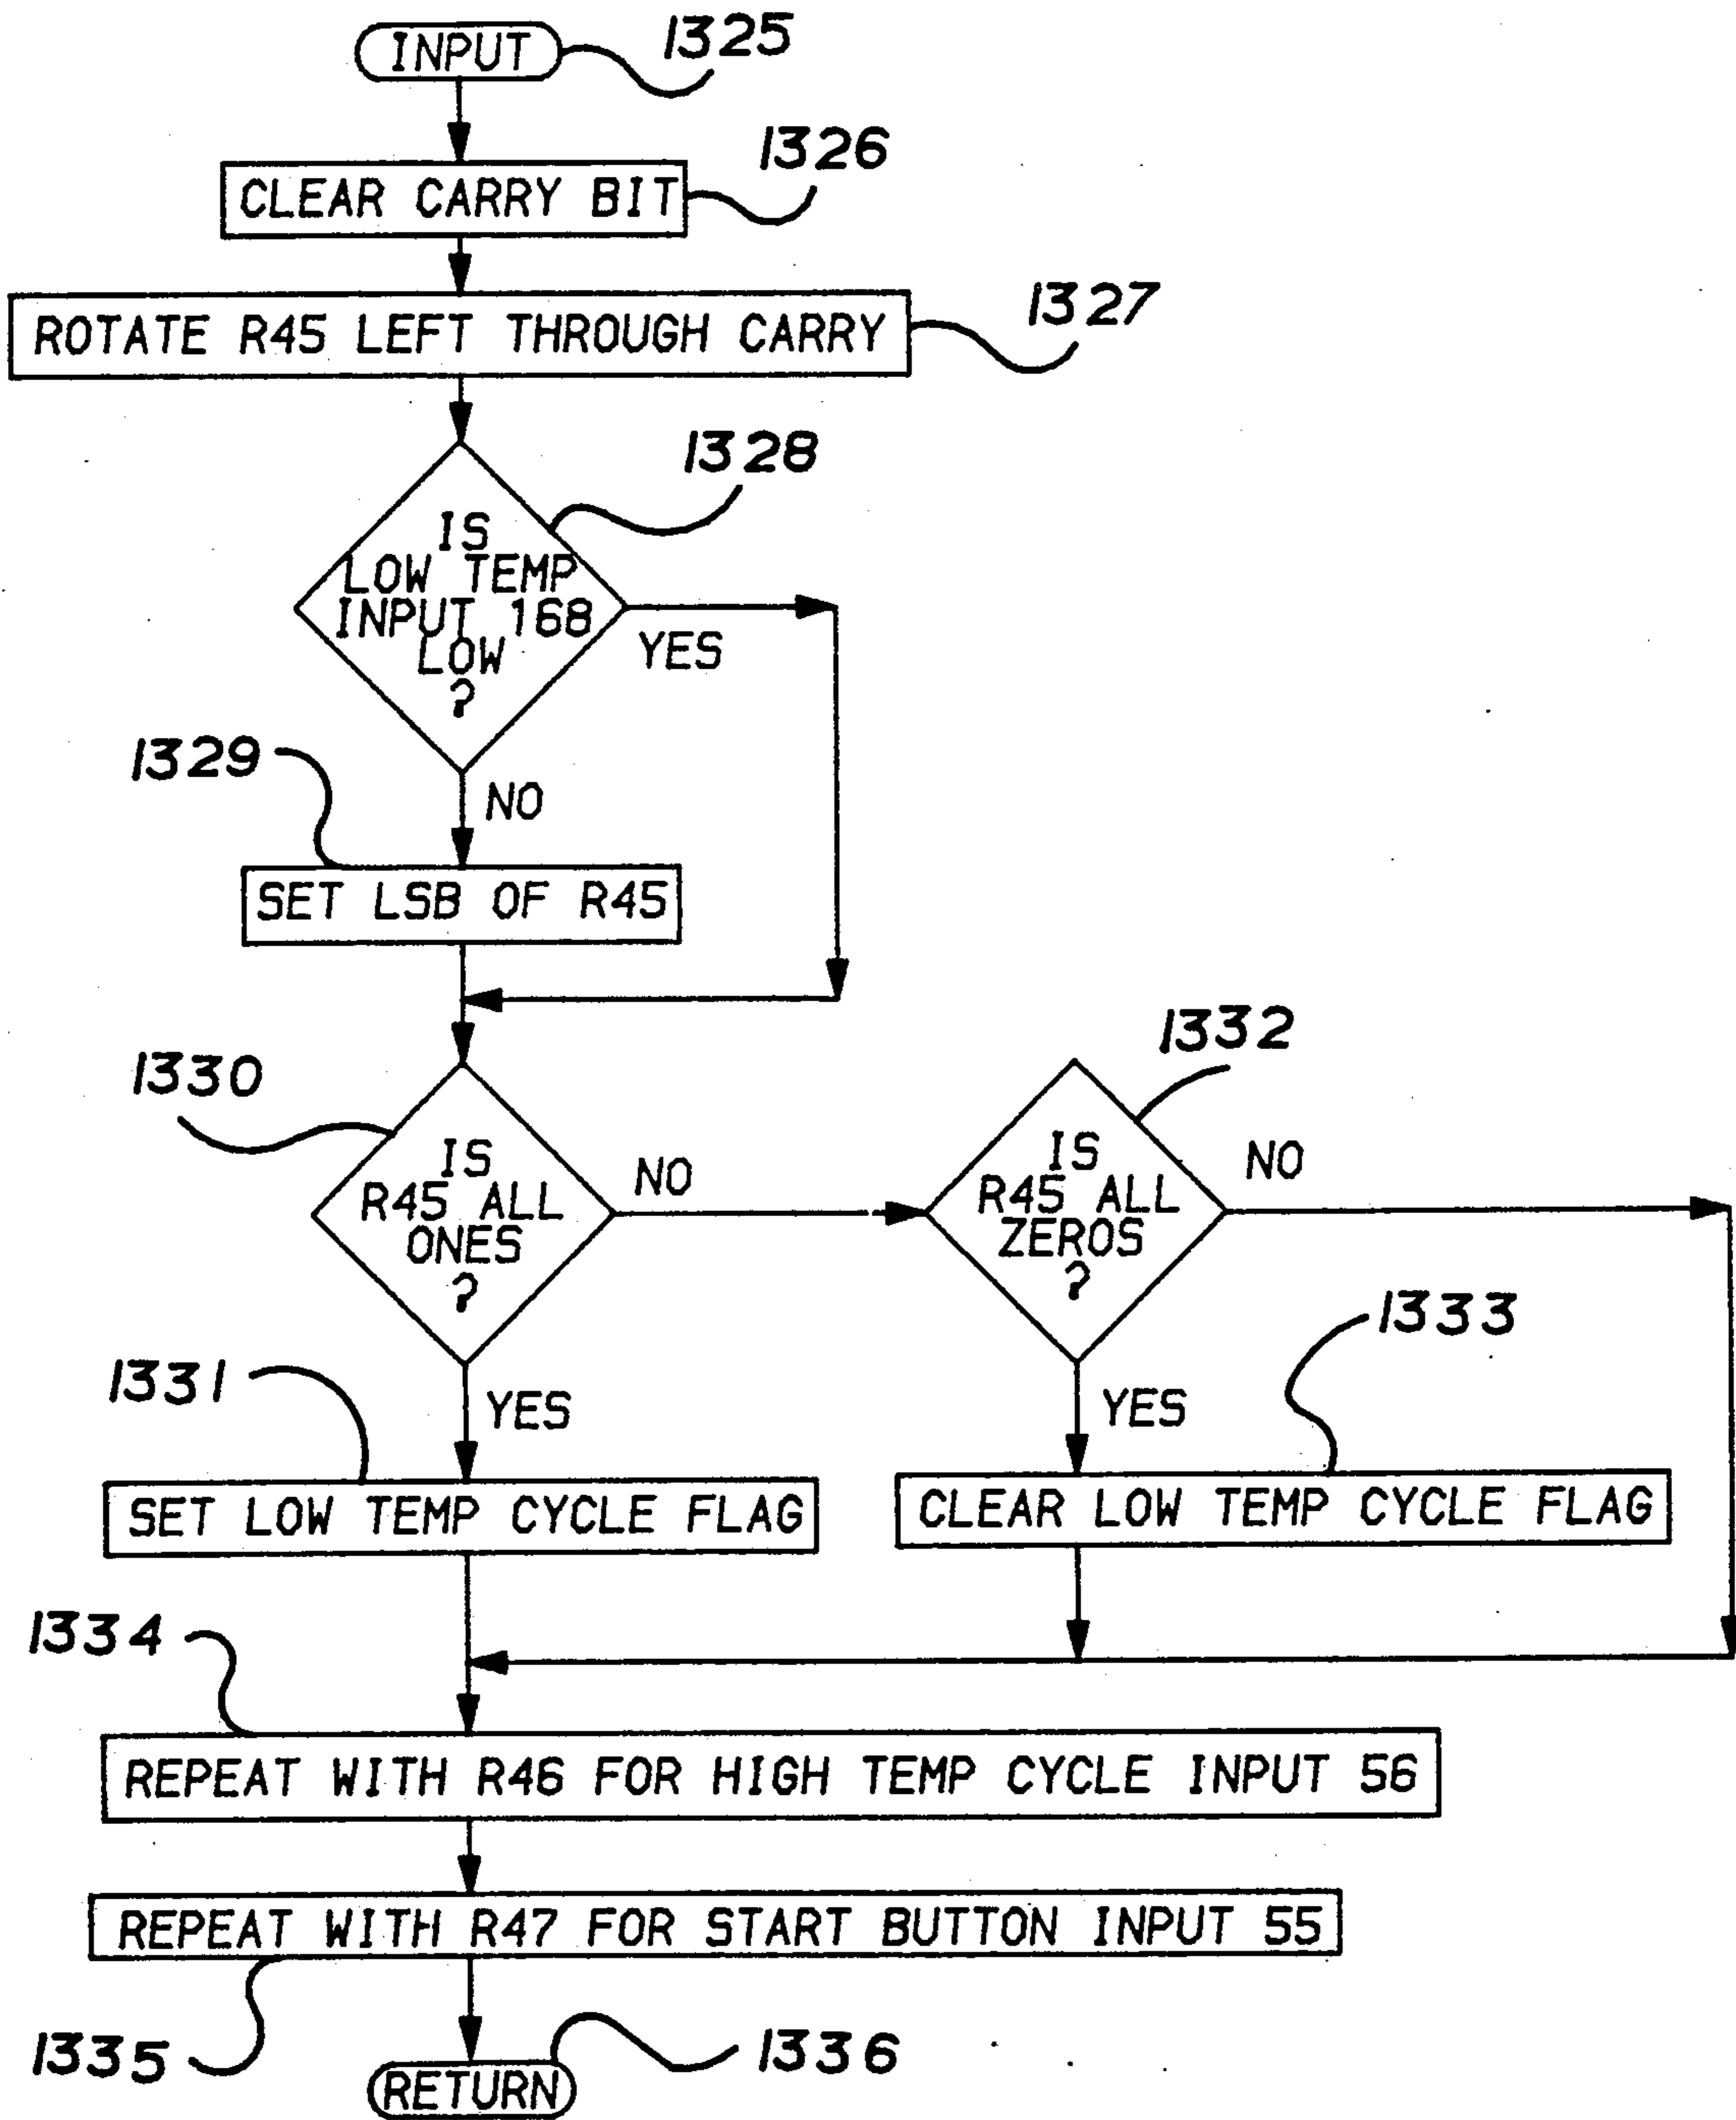 INPUT
1325
CLEAR CARRY BIT
1326
ROTATE R45 LEFT THROUGH CARRY
1327
IS
LOW TEMP
INPUT 168
LOW
?
1328
YES
NO
1329
SET LSB OF R45
1330
IS
R45 ALL
ONES
?
NO
1332
IS
R45 ALL
ZEROS
?
NO
1331
YES
YES
1333
SET LOW TEMP CYCLE FLAG
CLEAR LOW TEMP CYCLE FLAG
1334
REPEAT WITH R46 FOR HIGH TEMP CYCLE INPUT 56
REPEAT WITH R47 FOR START BUTTON INPUT 55
1335
RETURN
1336